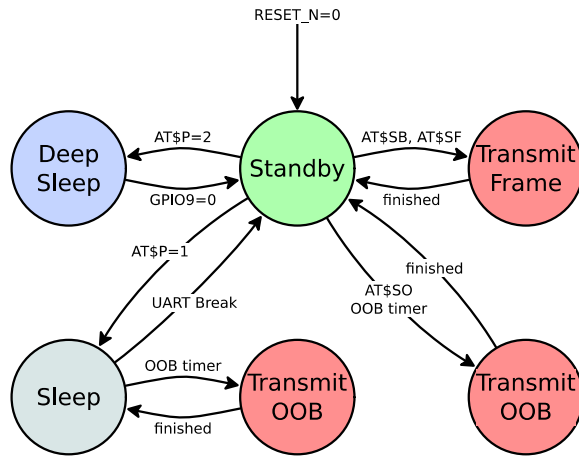 RESET_N=0
AT$P=2
AT$SB, AT$SF
Deep
Sleep
Standby
Transmit
Frame
GPIO9=0
finished
AT$P=1
finished
UART Break
AT$SO
OOB timer
OOB timer
Sleep
Transmit
OOB
Transmit
OOB
finished